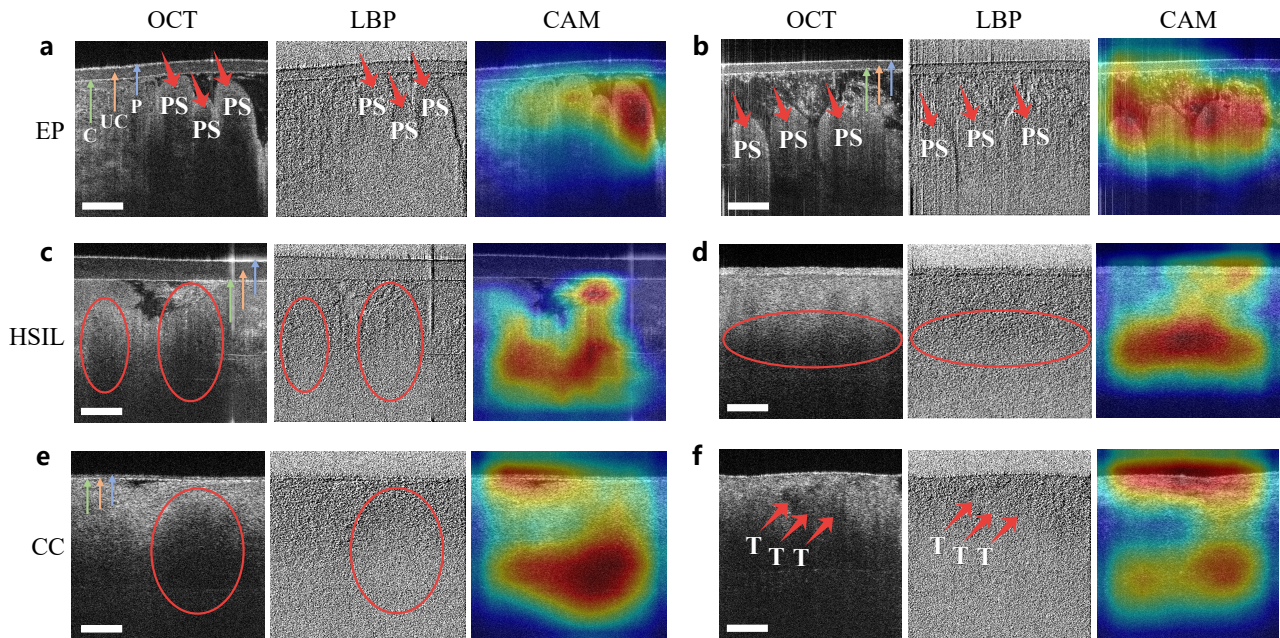 OCT LBP CAM OCT LBP CAM
a b
EP
C UC P PS PS PS
PS PS PS
PS PS PS
PS PS PS
c d
HSIL
e f
CC
T T T
T T T